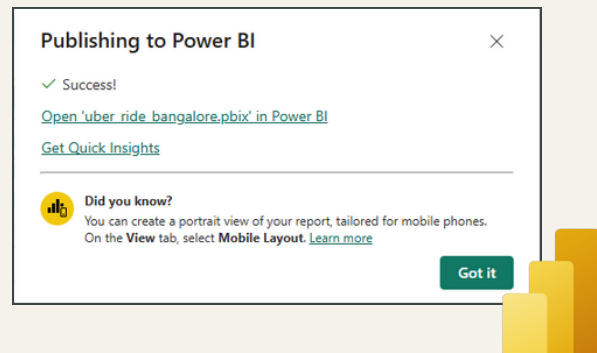 Publishing to Power BI
Success!
Open 'uber_ride_bangalore.pbix' in Power BI
Get Quick Insights
Did you know?
You can create a portrait view of your report, tailored for mobile phones.
On the View tab, select Mobile Layout. Learn more
Got it